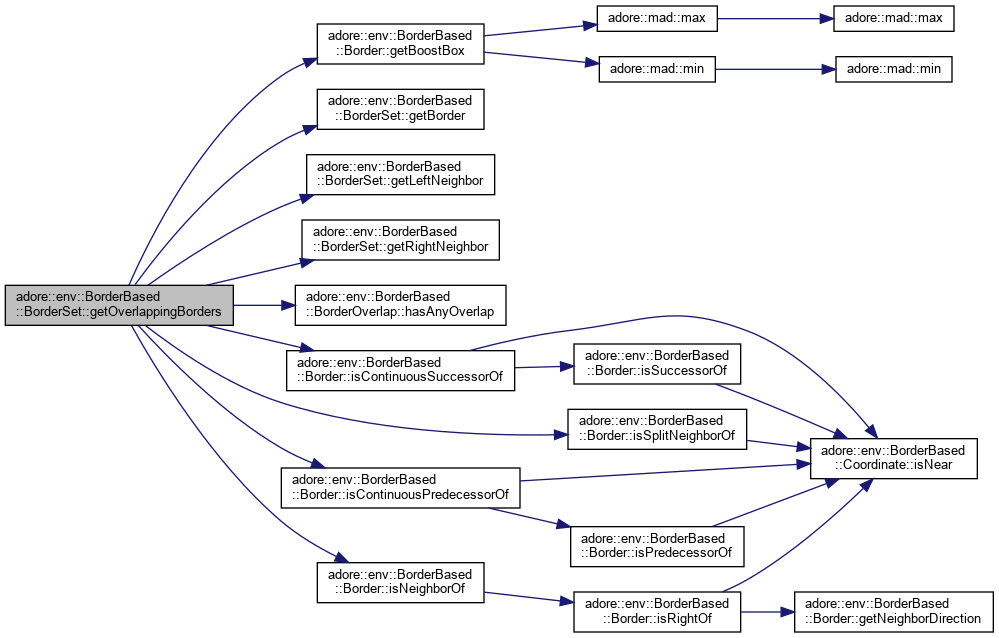 adore::env::BorderBased
::BorderSet::getOverlappingBorders
adore::env::BorderBased
::Border::getBoostBox
adore::mad::max
adore::mad::max
adore::mad::min
adore::mad::min
adore::env::BorderBased
::BorderSet::getBorder
adore::env::BorderBased
::BorderSet::getLeftNeighbor
adore::env::BorderBased
::BorderSet::getRightNeighbor
adore::env::BorderBased
::BorderOverlap::hasAnyOverlap
adore::env::BorderBased
::Border::isContinuousSuccessorOf
adore::env::BorderBased
::Border::isSuccessorOf
adore::env::BorderBased
::Border::isSplitNeighborOf
adore::env::BorderBased
::Coordinate::isNear
adore::env::BorderBased
::Border::isContinuousPredecessorOf
adore::env::BorderBased
::Border::isPredecessorOf
adore::env::BorderBased
::Border::isNeighborOf
adore::env::BorderBased
::Border::isRightOf
adore::env::BorderBased
::Border::getNeighborDirection